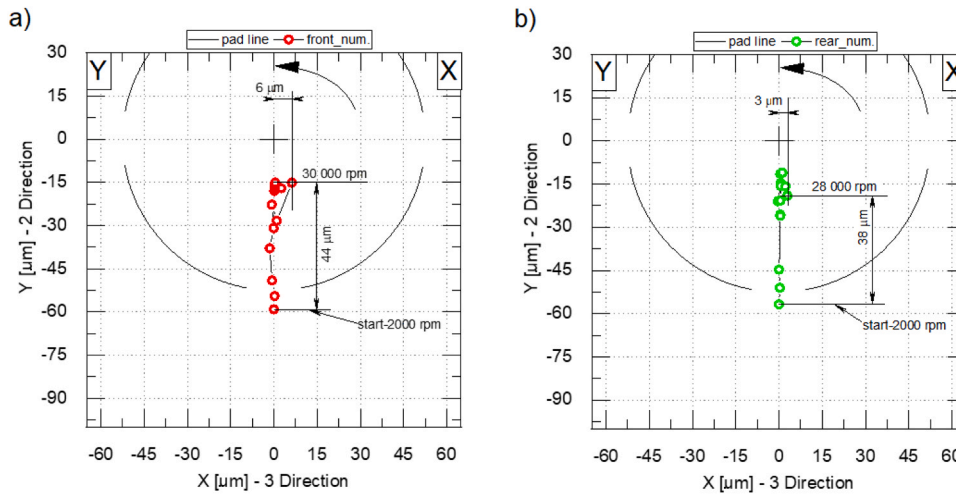 a)
pad line front_num.
Y
X
6 µm
30 000 rpm
44 µm
start-2000 rpm
30
15
0
-15
-30
-45
-60
-75
-90
Y [µm] - 2 Direction
-60 -45 -30 -15 0 15 30 45 60
X [µm] - 3 Direction
b)
pad line rear_num.
Y
X
3 µm
28 000 rpm
38 µm
start-2000 rpm
30
15
0
-15
-30
-45
-60
-75
-90
Y [µm] - 2 Direction
-60 -45 -30 -15 0 15 30 45 60
X [µm] - 3 Direction